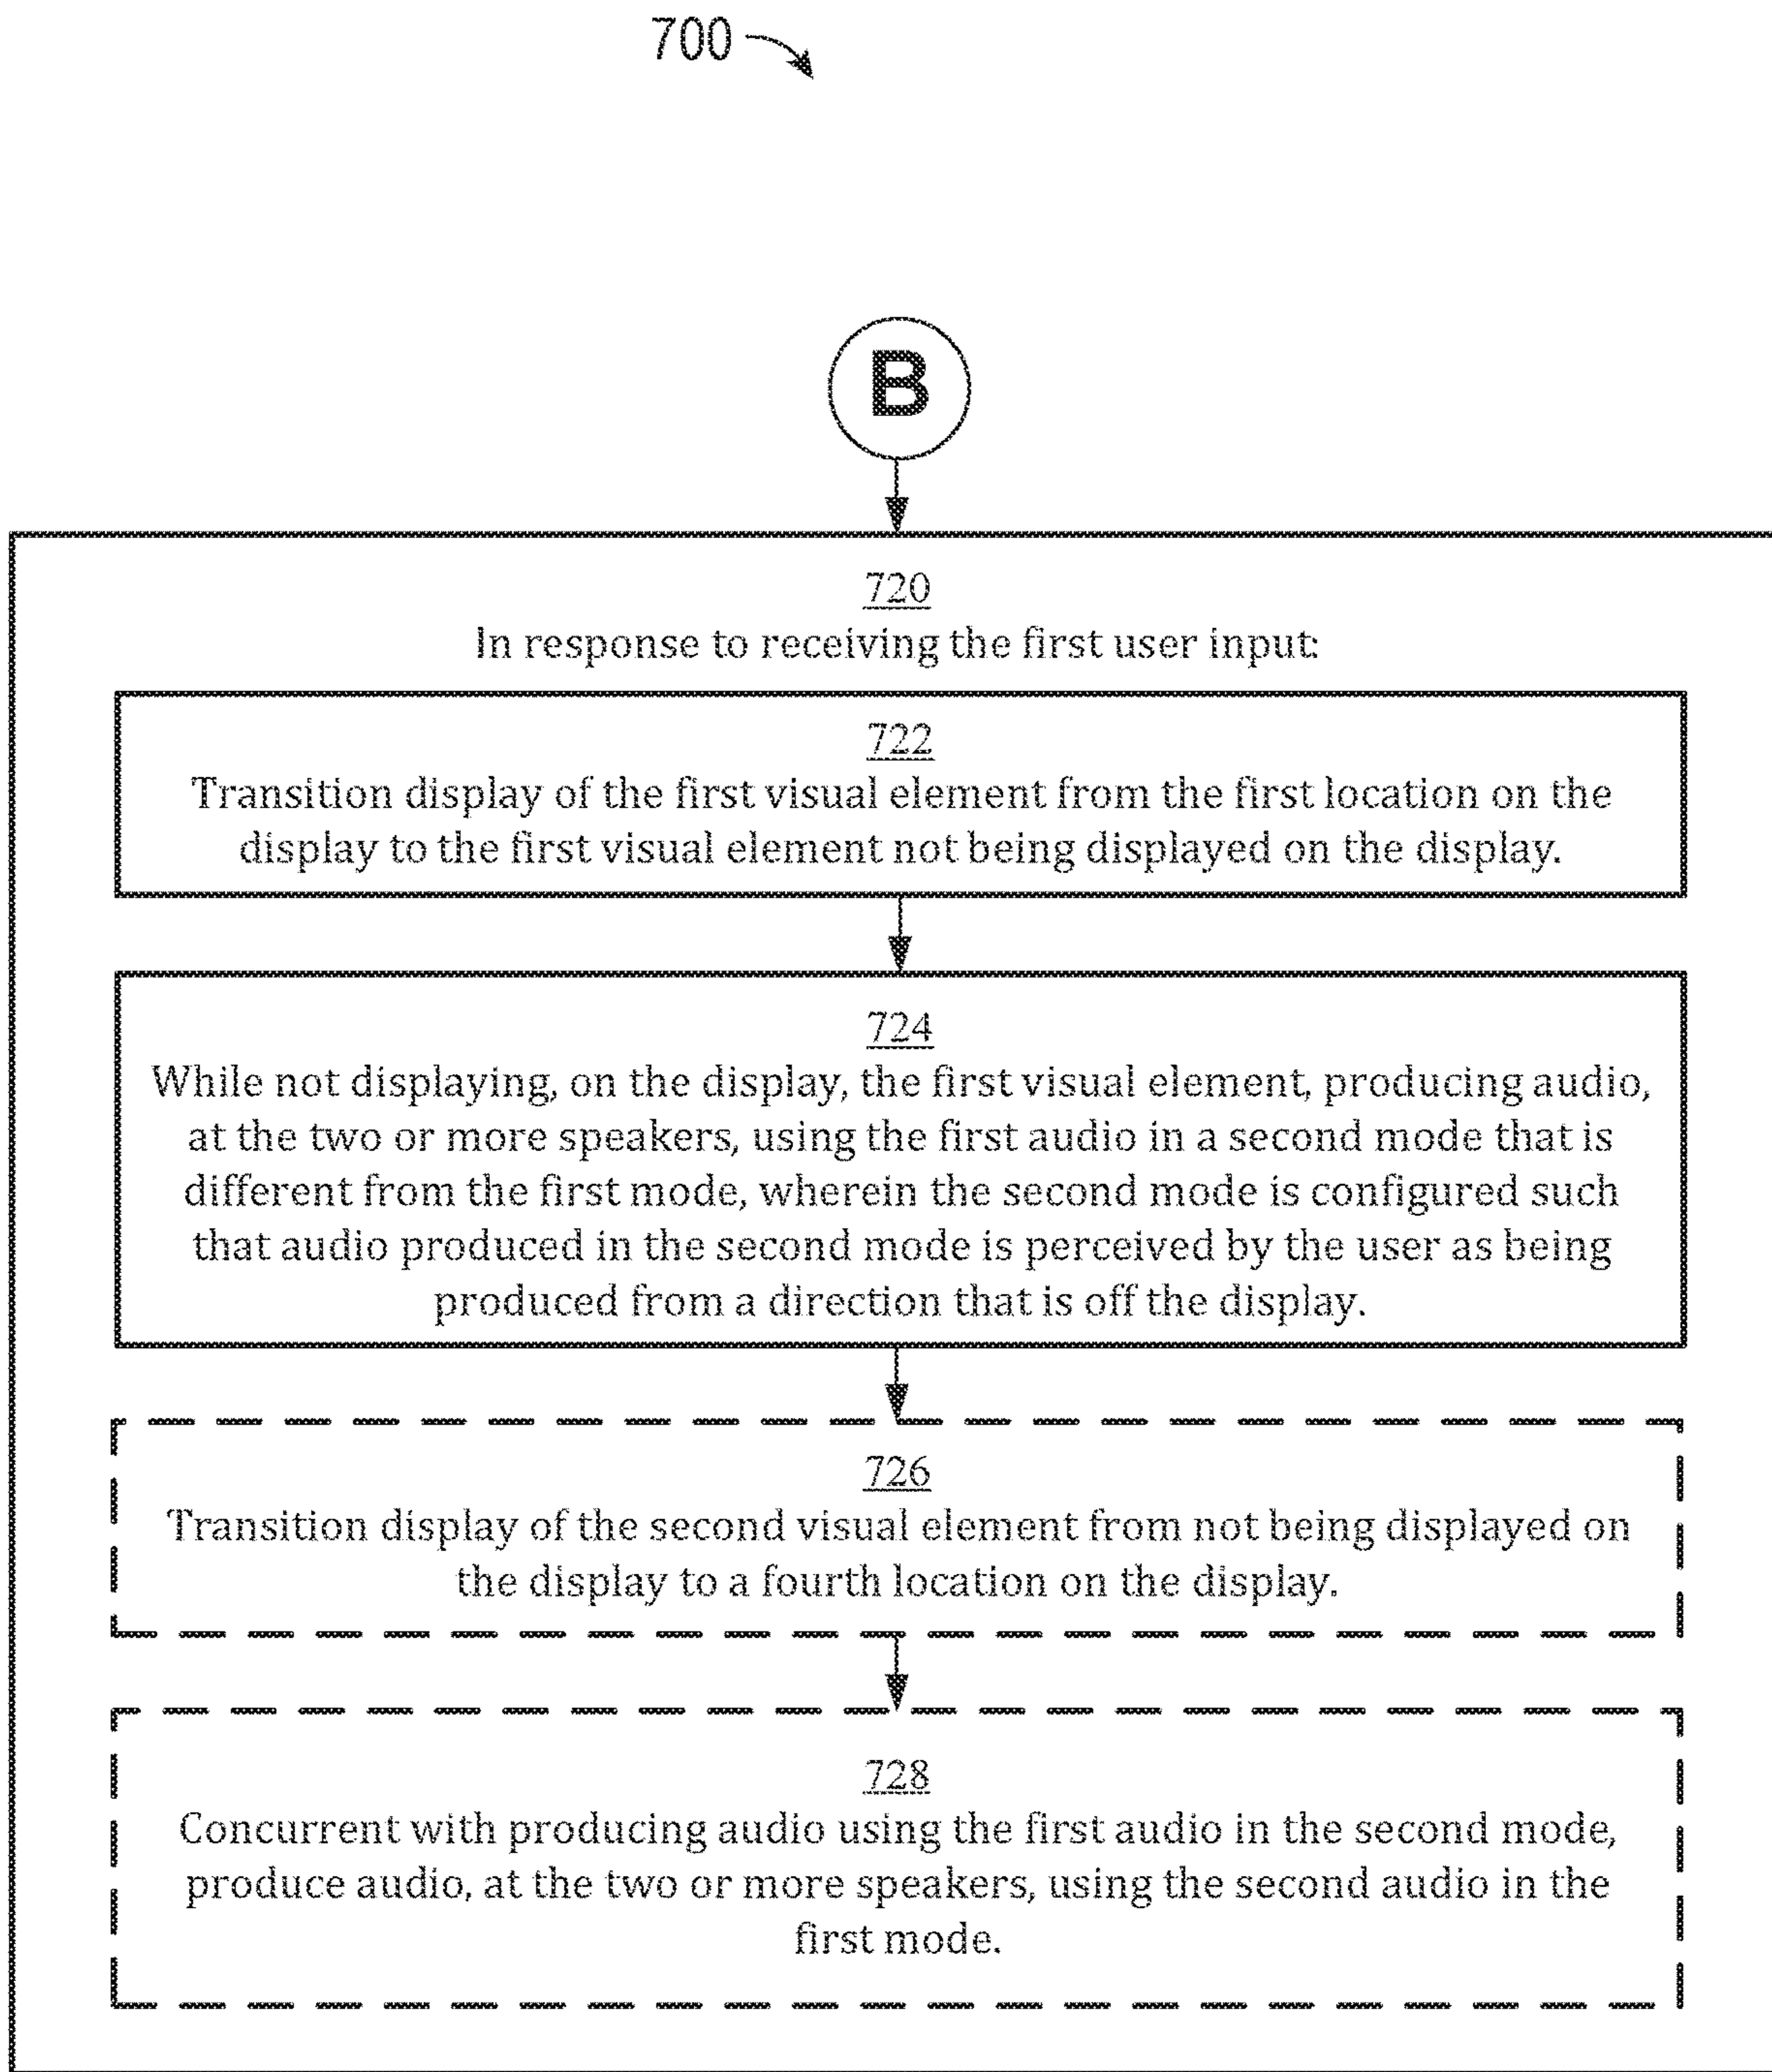 700
B
720
In response to receiving the first user input:
722
Transition display of the first visual element from the first location on the
display to the first visual element not being displayed on the display.
724
While not displaying, on the display, the first visual element, producing audio,
at the two or more speakers, using the first audio in a second mode that is
different from the first mode, wherein the second mode is configured such
that audio produced in the second mode is perceived by the user as being
produced from a direction that is off the display.
726
Transition display of the second visual element from not being displayed on
the display to a fourth location on the display.
728
Concurrent with producing audio using the first audio in the second mode,
produce audio, at the two or more speakers, using the second audio in the
first mode.